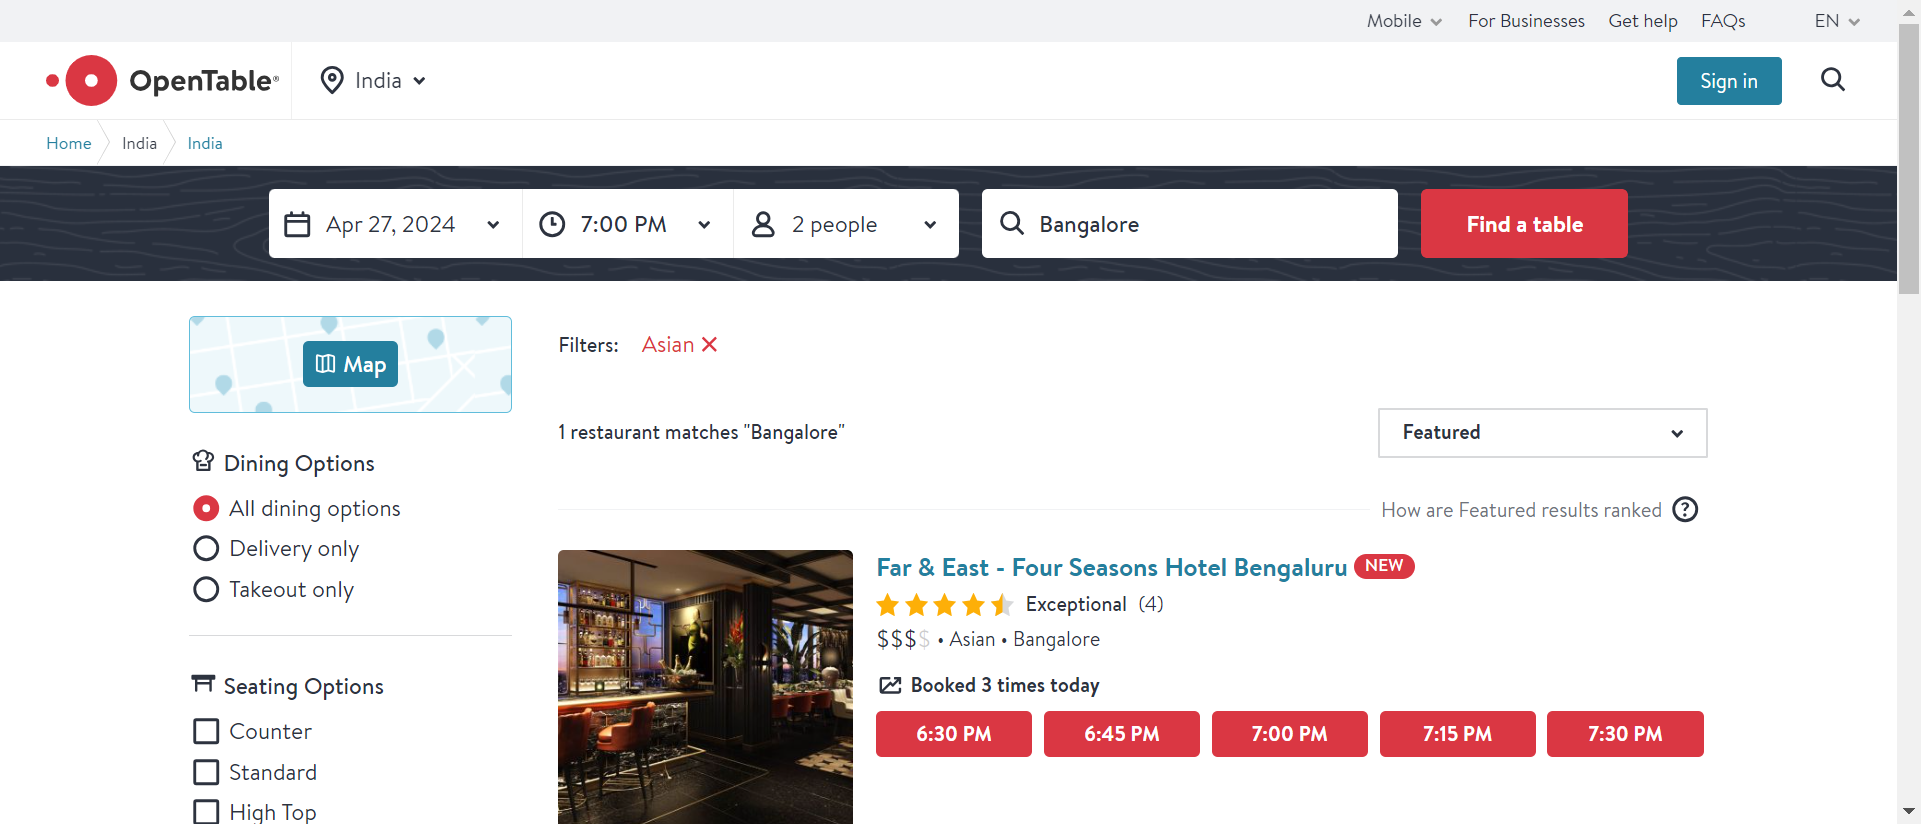 Mobile For Businesses Get help FAQs EN
OpenTable® India Sign in
Home India India
Apr 27, 2024 7:00 PM 2 people Bangalore Find a table
Map
Filters: Asian
1 restaurant matches "Bangalore" Featured
How are Featured results ranked ?
Dining Options
All dining options
Delivery only
Takeout only
Seating Options
Counter
Standard
High Top
Far & East - Four Seasons Hotel Bengaluru NEW
Exceptional (4)
$$$$ • Asian • Bangalore
Booked 3 times today
6:30 PM 6:45 PM 7:00 PM 7:15 PM 7:30 PM